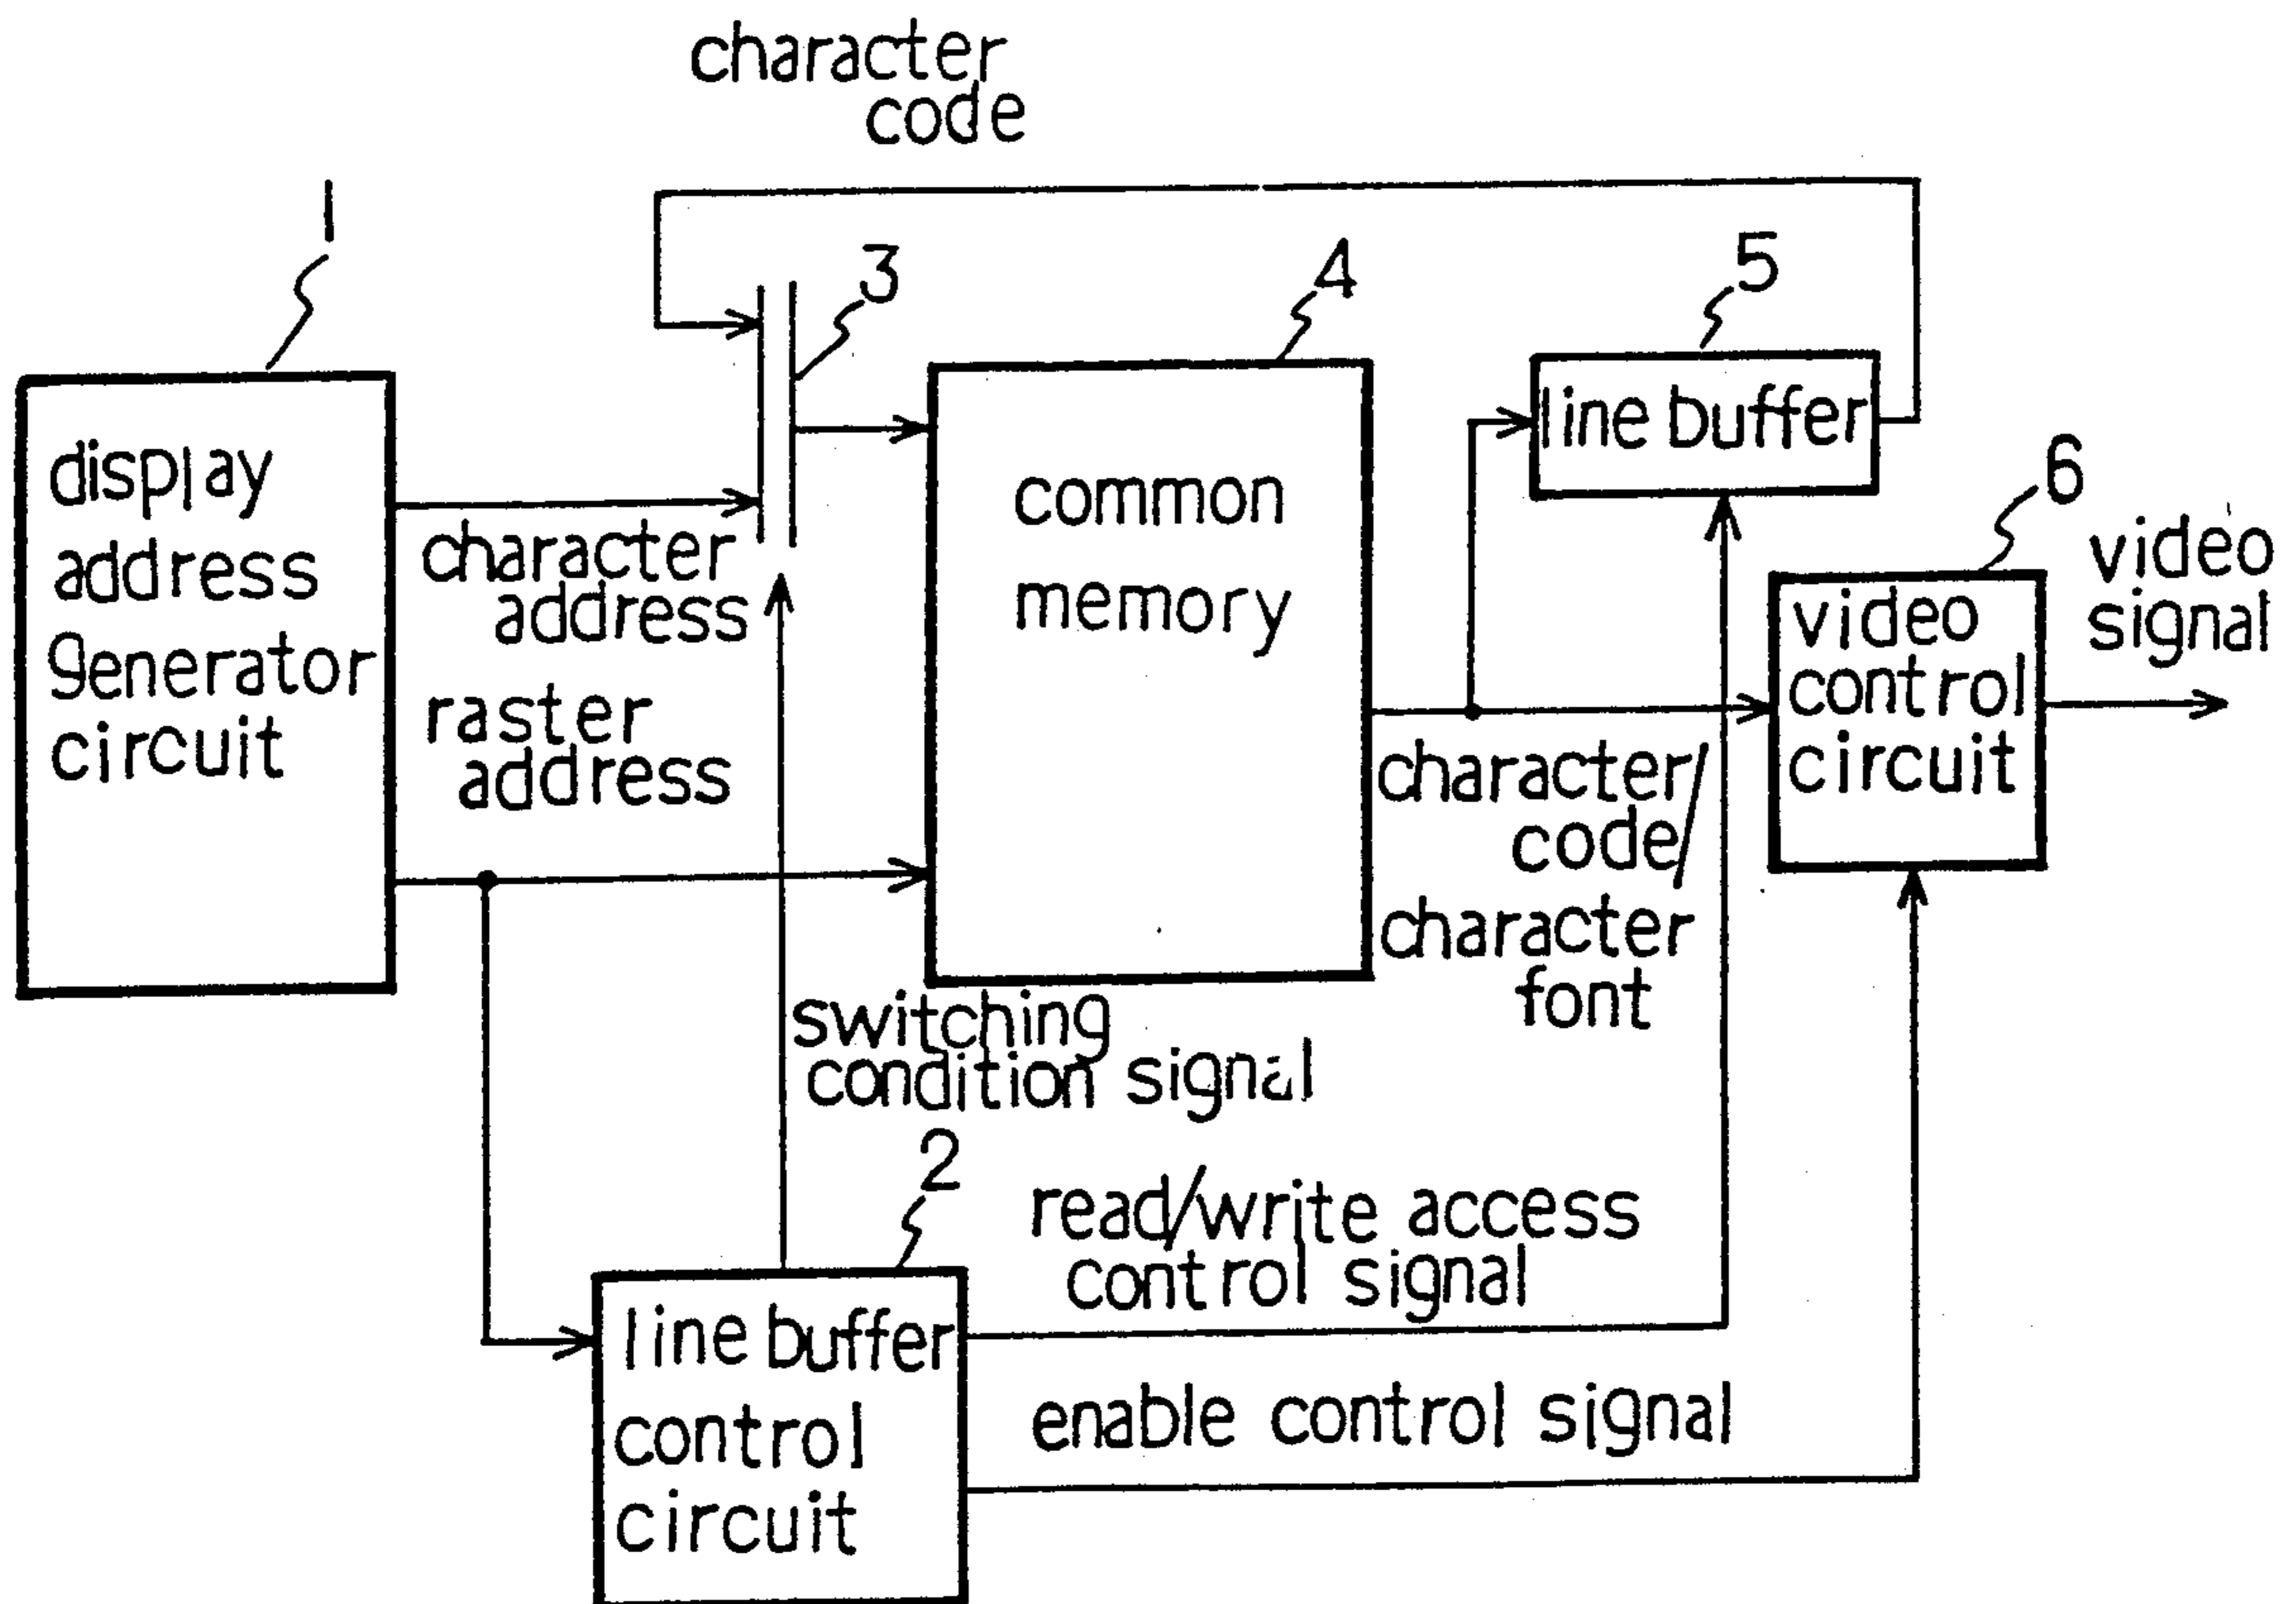 character
code
1
3
4
5
6
display
address
generator
circuit
character
address
raster
address
common
memory
line buffer
video
control
circuit
video
signal
character/
code/
character
font
switching
condition signal
2
read/write access
control signal
line buffer
control
circuit
enable control signal